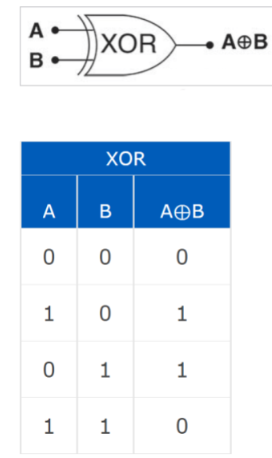 A
XOR
A⊕B
B
XOR
A B A⊕B
0 0 0
1 0 1
0 1 1
1 1 0